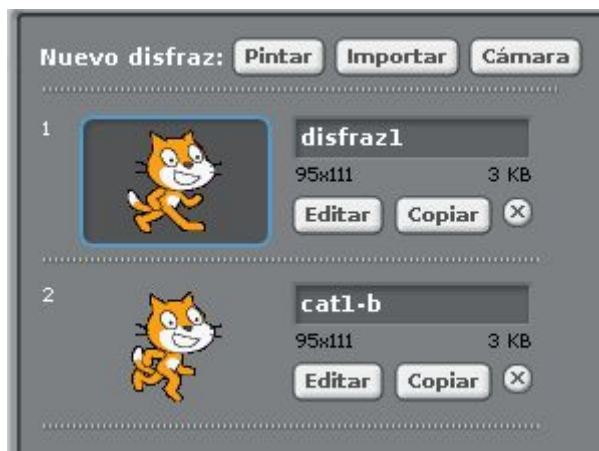 Nuevo disfraz: Pintar Importar Cámara
1
disfraz1
95x111 3 KB
Editar Copiar
2
cat1-b
95x111 3 KB
Editar Copiar